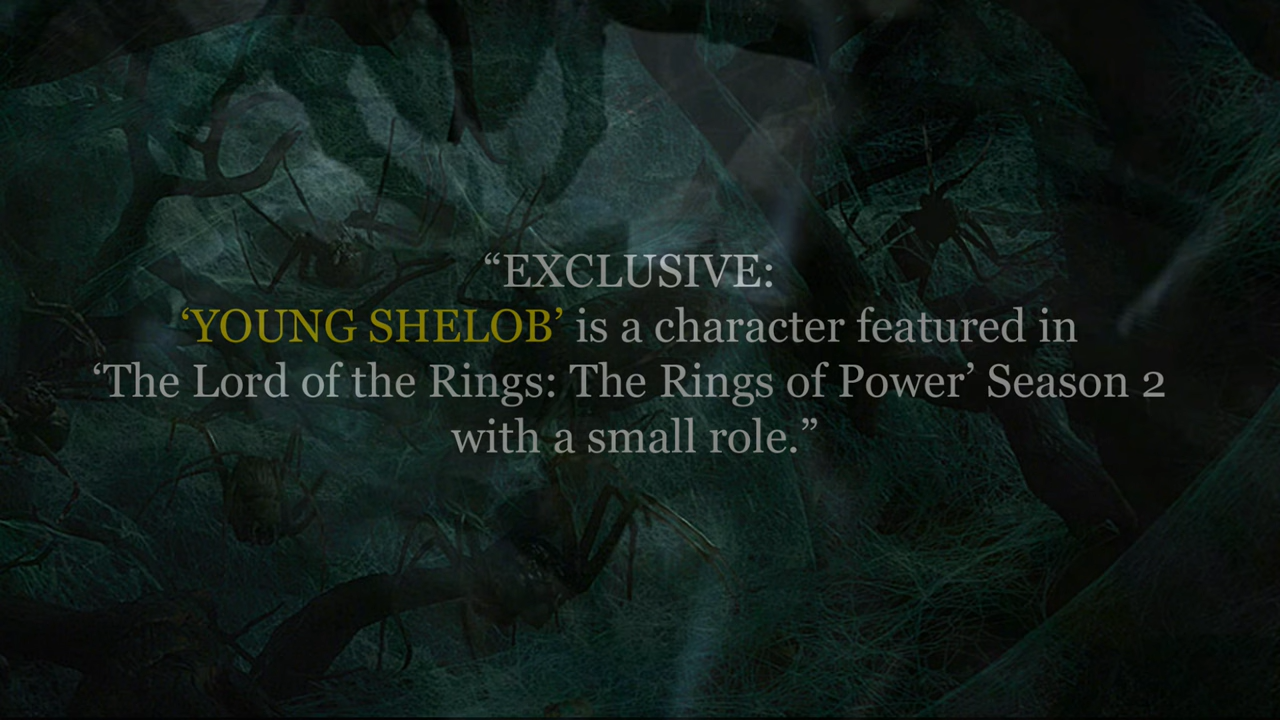 “EXCLUSIVE:
‘YOUNG SHELOB’ is a character featured in
‘The Lord of the Rings: The Rings of Power’ Season 2
with a small role.”